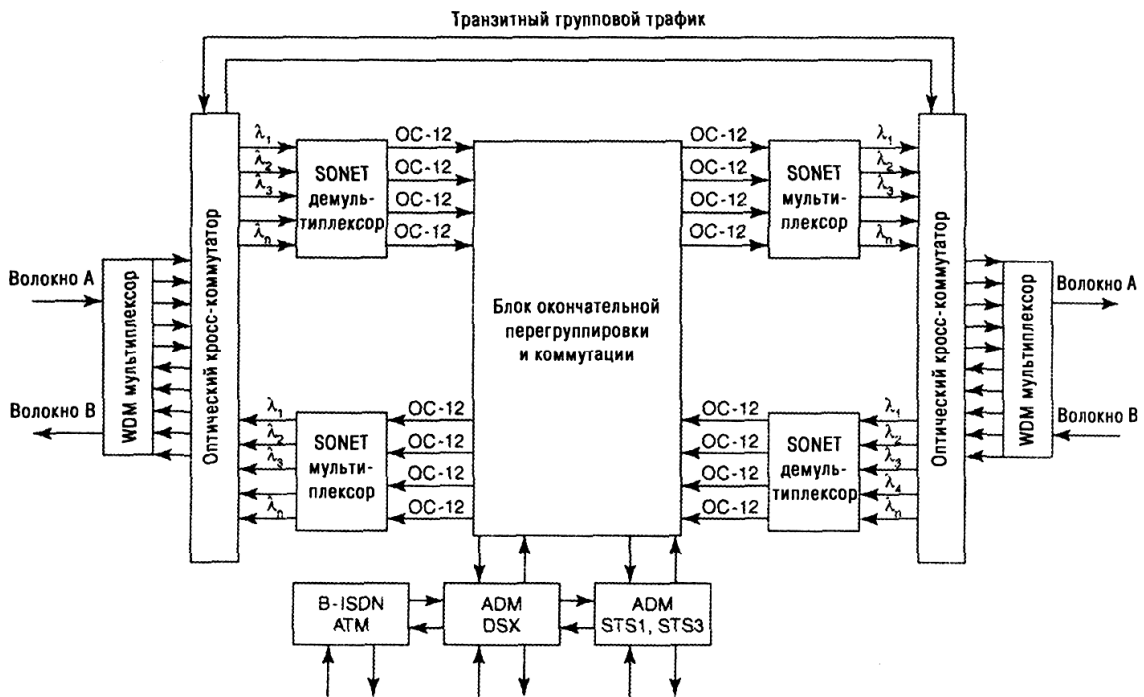 Транзитный групповой трафик
λ₁
λ₂
λ₃
λₙ
SONET
демуль-
типлексор
OC-12
OC-12
OC-12
OC-12
OC-12
OC-12
OC-12
OC-12
SONET
мульти-
плексор
λ₁
λ₂
λ₃
λₙ
Волокно А
Волокно В
WDM мультиплексор
Оптический кросс-коммутатор
Блок окончательной
перегруппировки
и коммутации
Оптический кросс-коммутатор
WDM мультиплексор
Волокно А
Волокно В
λ₁
λ₂
λ₃
λₙ
SONET
мульти-
плексор
OC-12
OC-12
OC-12
OC-12
OC-12
OC-12
OC-12
OC-12
SONET
демуль-
типлексор
λ₁
λ₂
λ₃
λ₄
λₙ
B-ISDN
ATM
ADM
DSX
ADM
STS1, STS3